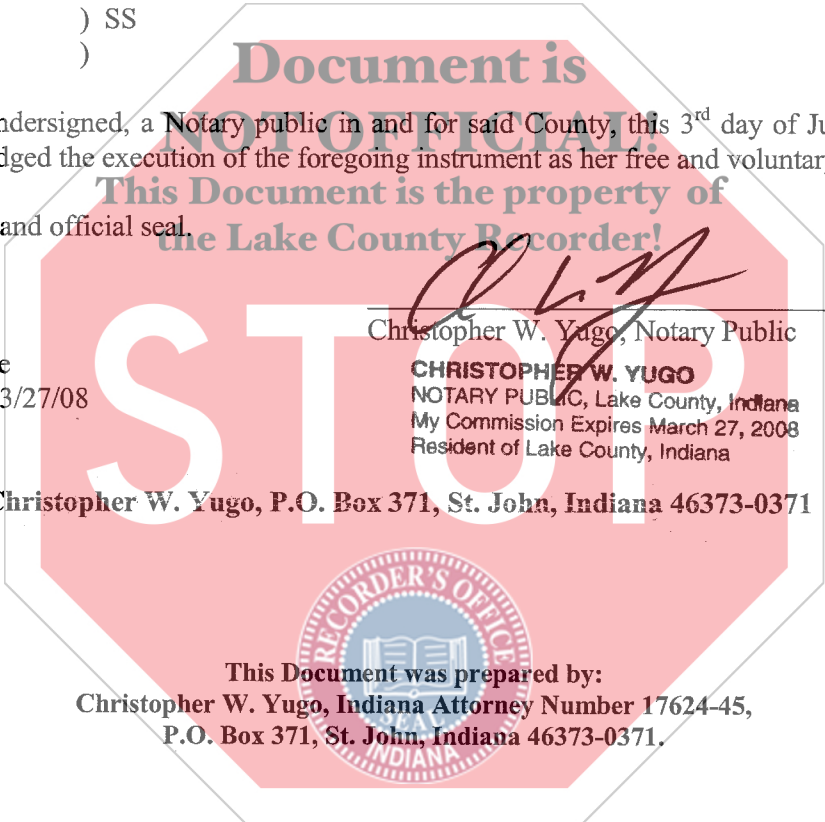 ) SS
)
Document is
NOT OFFICIAL!
ndersigned, a Notary public in and for said County, this 3rd day of Ju
dged the execution of the foregoing instrument as her free and voluntar
This Document is the property of
and official seal.
the Lake County Recorder!
STOP
Christopher W. Yugo, Notary Public
CHRISTOPHER W. YUGO
NOTARY PUBLIC, Lake County, Indiana
My Commission Expires March 27, 2008
Resident of Lake County, Indiana
e
3/27/08
Christopher W. Yugo, P.O. Box 371, St. John, Indiana 46373-0371
RECORDER'S OFFICE
SEAL
INDIANA
This Document was prepared by:
Christopher W. Yugo, Indiana Attorney Number 17624-45,
P.O. Box 371, St. John, Indiana 46373-0371.